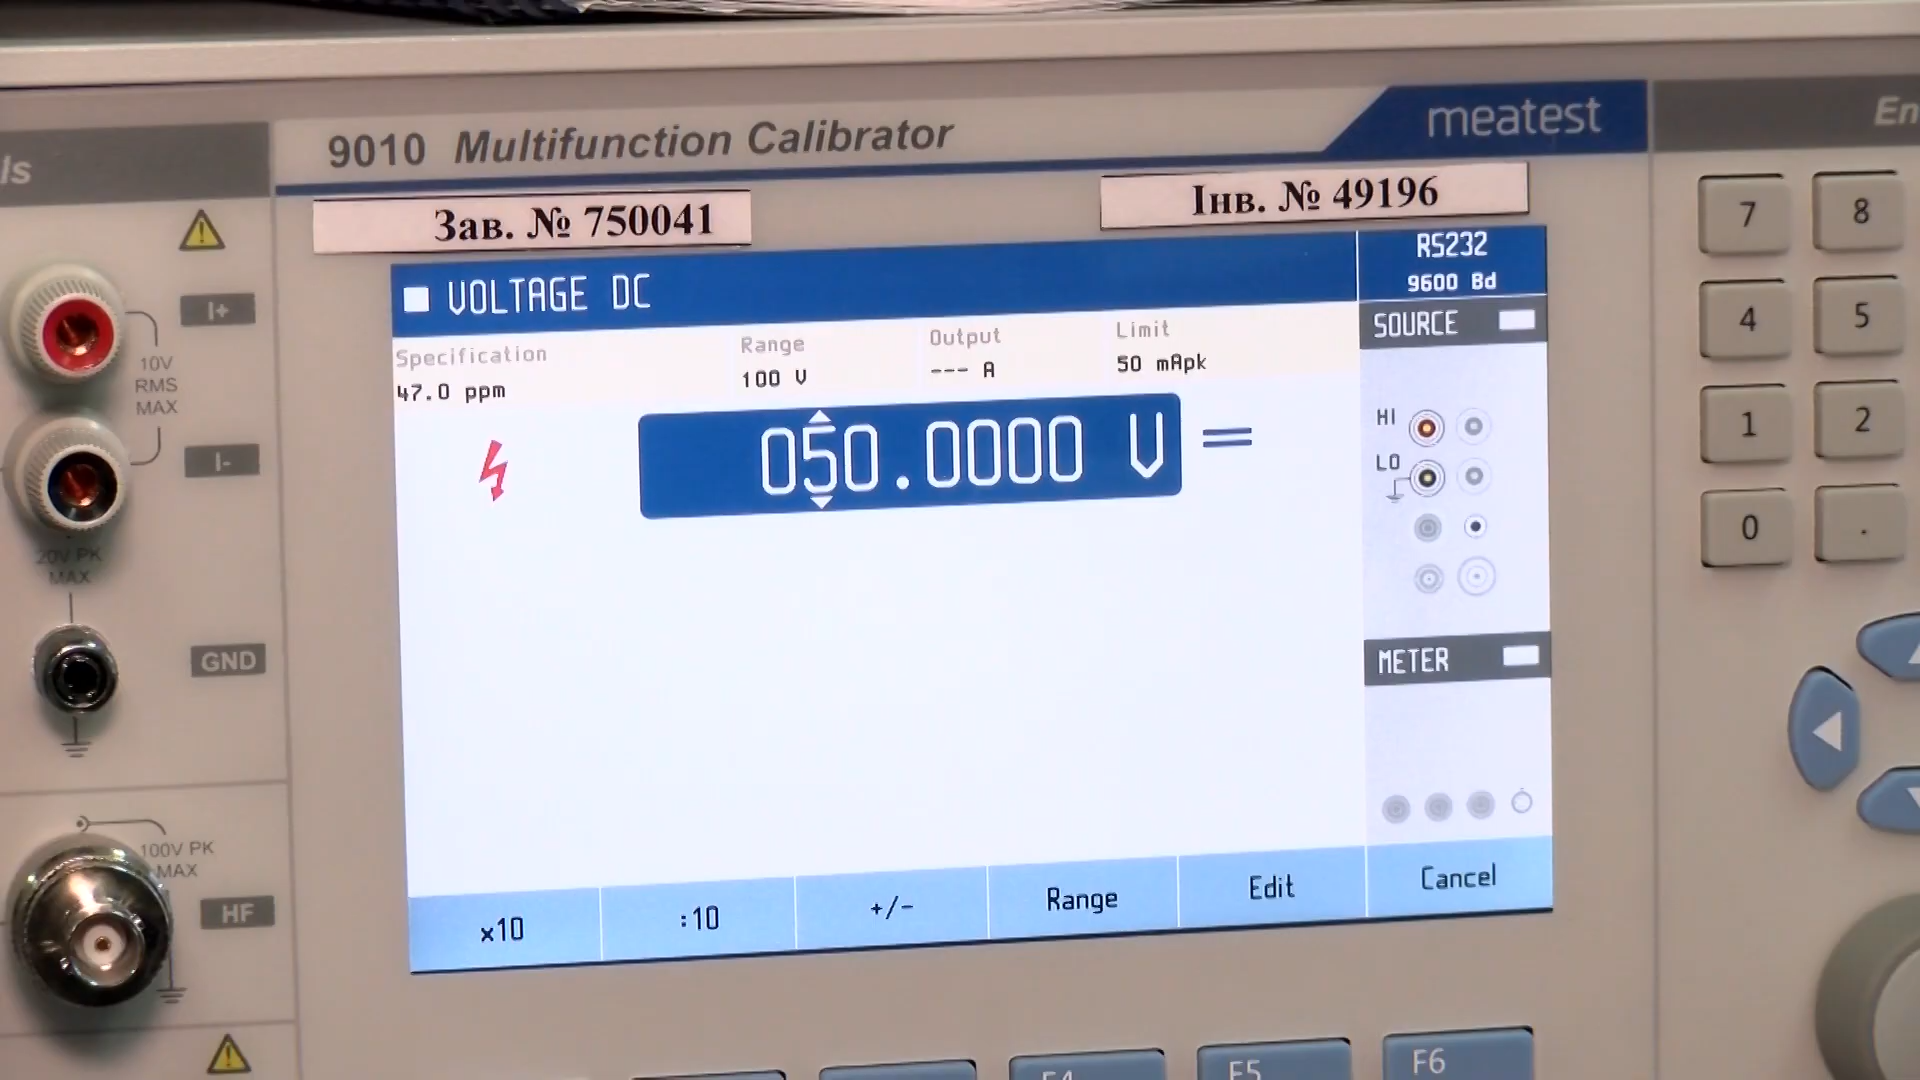 ls
9010 Multifunction Calibrator
meatest
En
Зав. № 750041
Інв. № 49196
VOLTAGE DC
RS232
9600 Bd
Specification
47.0 ppm
Range
100 V
Output
--- A
Limit
50 mApk
050.0000 V
SOURCE
HI
LO
METER
x10
:10
+/-
Range
Edit
Cancel
I+
10V
RMS
MAX
I-
20V PK
MAX
GND
100V PK
MAX
HF
7
8
4
5
1
2
0
.
F4
F5
F6